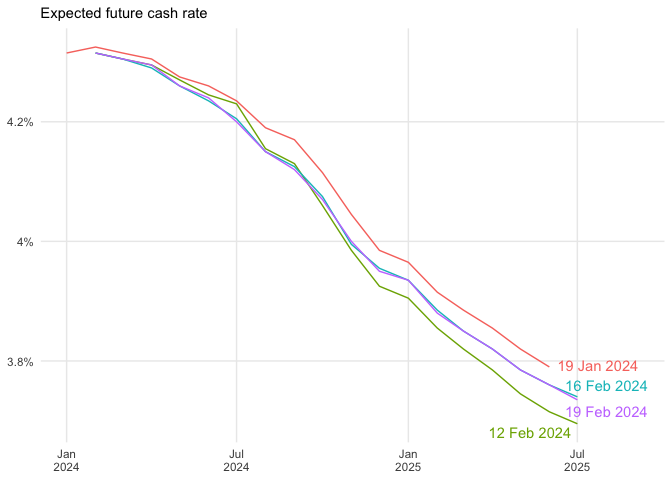 Expected future cash rate
4.2%
4%
3.8%
19 Jan 2024
16 Feb 2024
19 Feb 2024
12 Feb 2024
Jan Jul Jan Jul
2024 2024 2025 2025